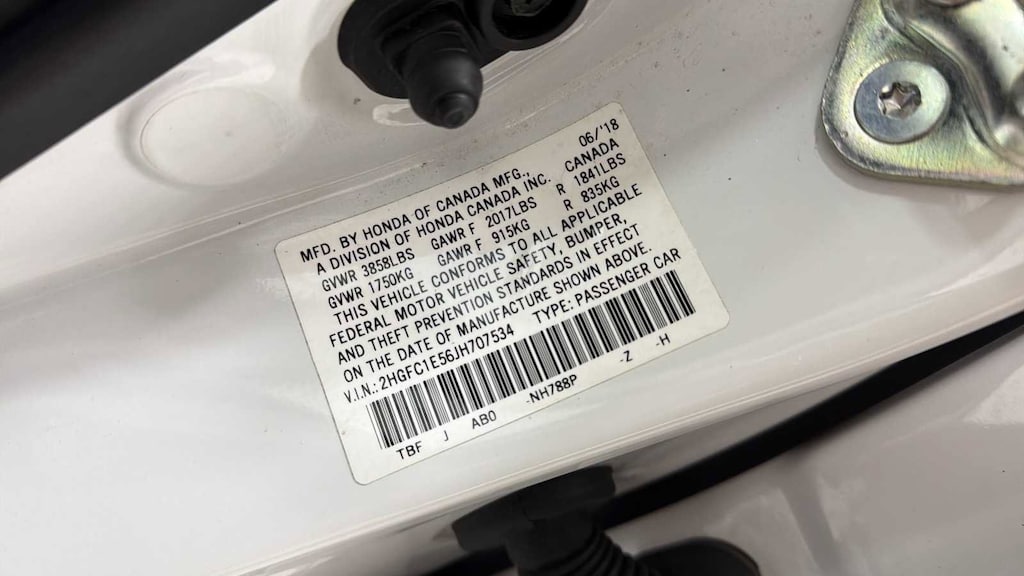 06/'18
MFD. BY HONDA OF CANADA MFG.,
A DIVISION OF HONDA CANADA INC. CANADA
GVWR 3858LBS GAWR F 2017LBS R 1841LBS
GVWR 1750KG GAWR F 915KG R 835KG
THIS VEHICLE CONFORMS TO ALL APPLICABLE
FEDERAL MOTOR VEHICLE SAFETY, BUMPER,
AND THEFT PREVENTION STANDARDS IN EFFECT
ON THE DATE OF MANUFACTURE SHOWN ABOVE.
V.I.N.: 2HGFC1E56JH707534 TYPE: PASSENGER CAR
TBF J AB0 -NH788P -Z -H